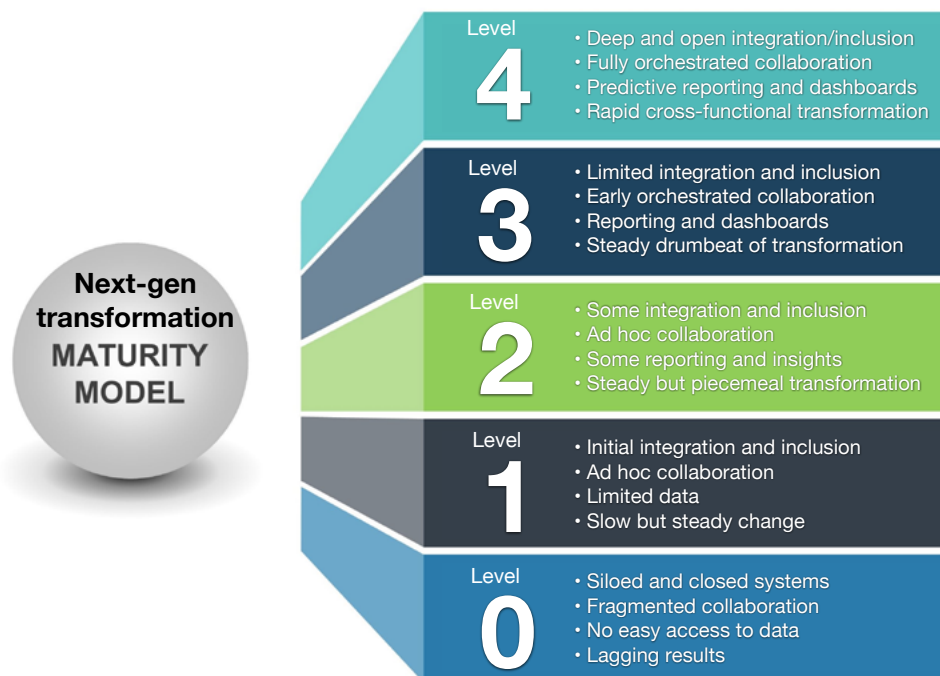 Next-gen
transformation
MATURITY
MODEL
Level
4
• Deep and open integration/inclusion
• Fully orchestrated collaboration
• Predictive reporting and dashboards
• Rapid cross-functional transformation
Level
3
• Limited integration and inclusion
• Early orchestrated collaboration
• Reporting and dashboards
• Steady drumbeat of transformation
Level
2
• Some integration and inclusion
• Ad hoc collaboration
• Some reporting and insights
• Steady but piecemeal transformation
Level
1
• Initial integration and inclusion
• Ad hoc collaboration
• Limited data
• Slow but steady change
Level
0
• Siloed and closed systems
• Fragmented collaboration
• No easy access to data
• Lagging results